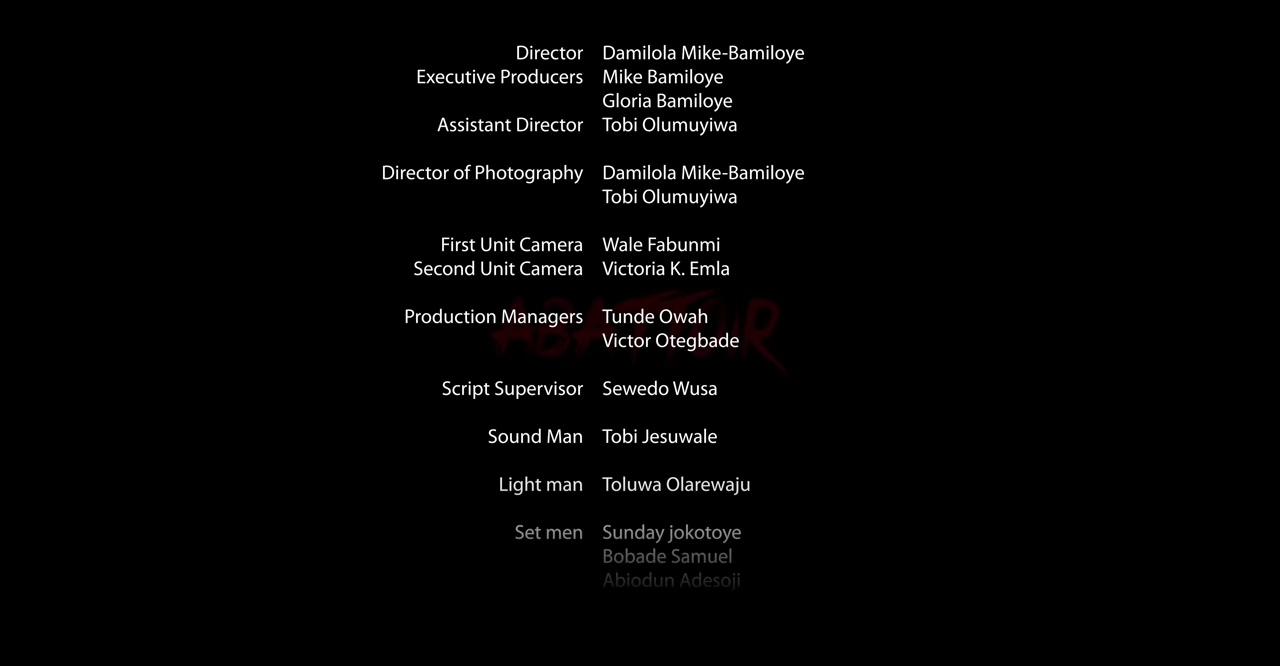 Director Damilola Mike-Bamiloye
Executive Producers Mike Bamiloye
Gloria Bamiloye
Assistant Director Tobi Olumuyiwa
Director of Photography Damilola Mike-Bamiloye
Tobi Olumuyiwa
First Unit Camera Wale Fabunmi
Second Unit Camera Victoria K. Emla
ABATTOIR
Production Managers Tunde Owah
Victor Otegbade
Script Supervisor Sewedo Wusa
Sound Man Tobi Jesuwale
Light man Toluwa Olarewaju
Set men Sunday jokotoye
Bobade Samuel
Abiodun Adesoji